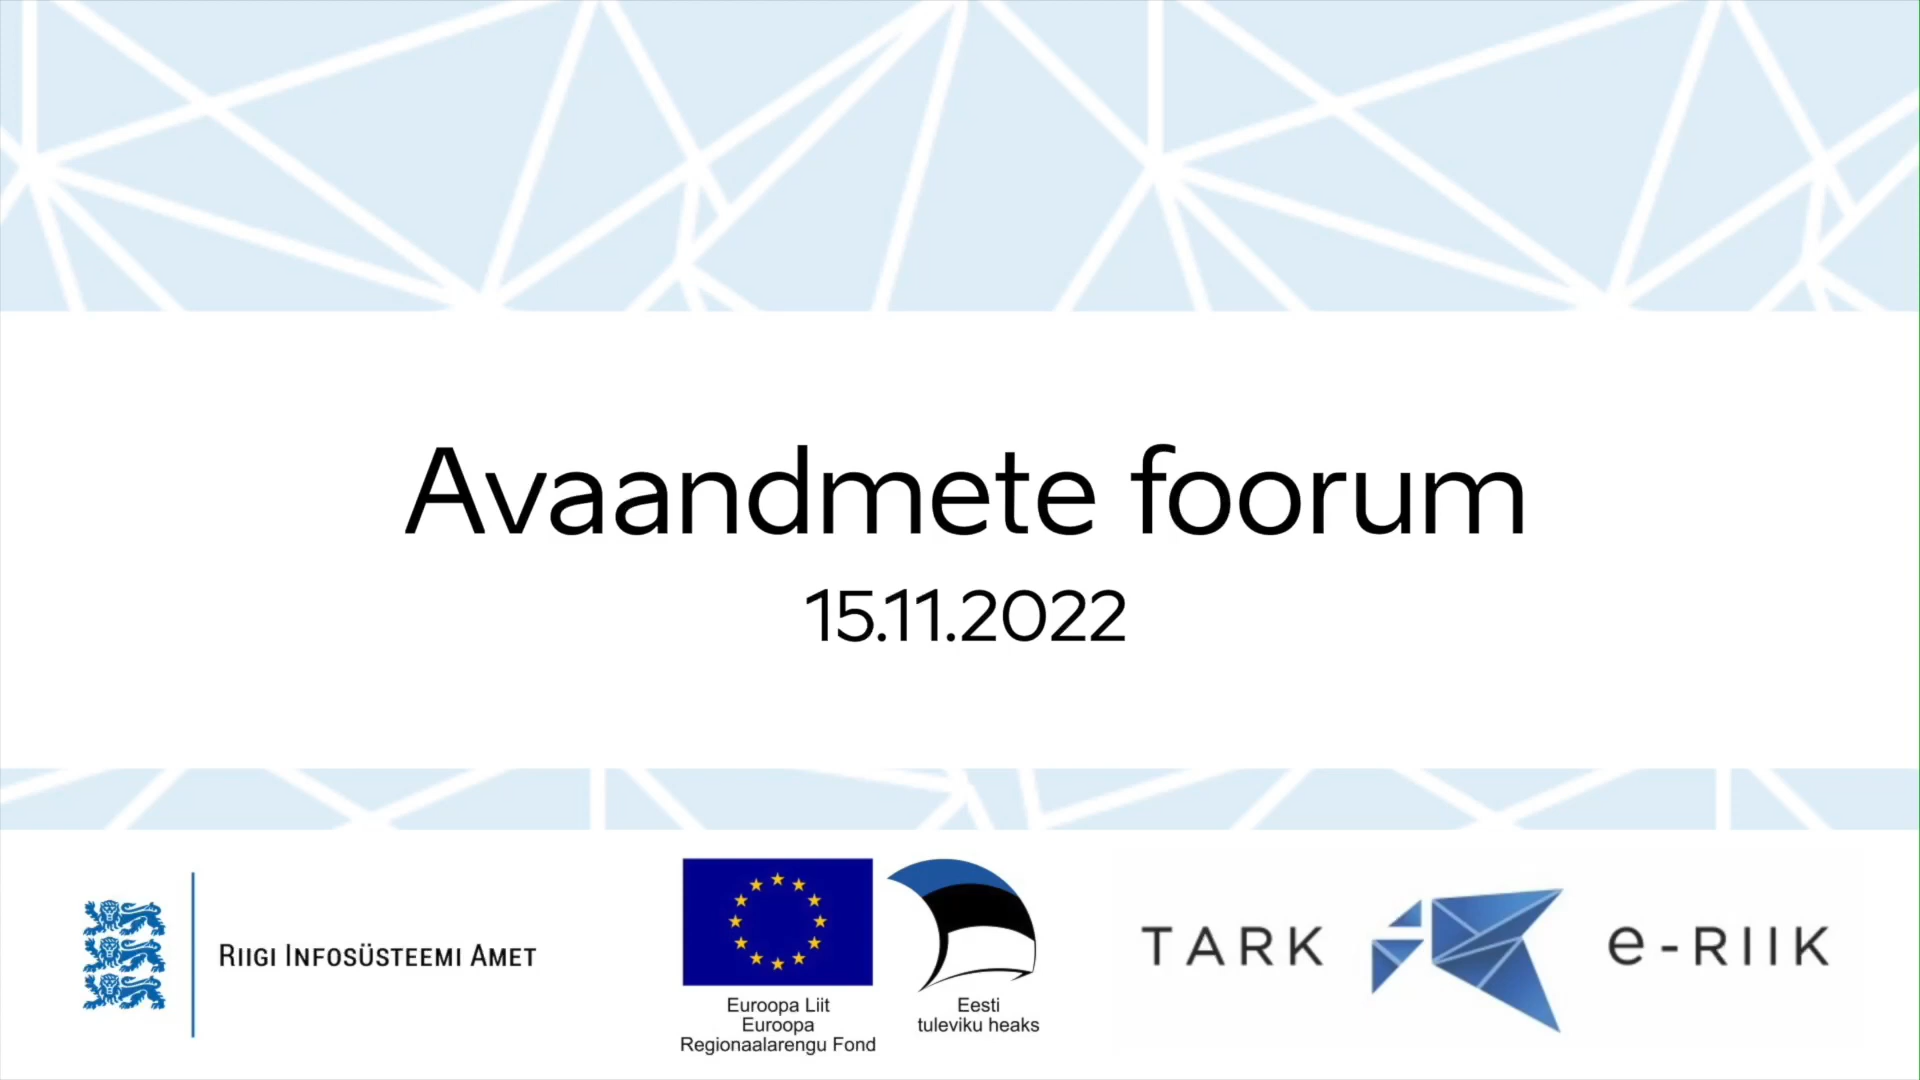 Avaandmete foorum
15.11.2022
RIIGI INFOSÜSTEEMI AMET
Euroopa Liit
Euroopa
Regionaalarengu Fond
Eesti
tuleviku heaks
TARK e-RIIK